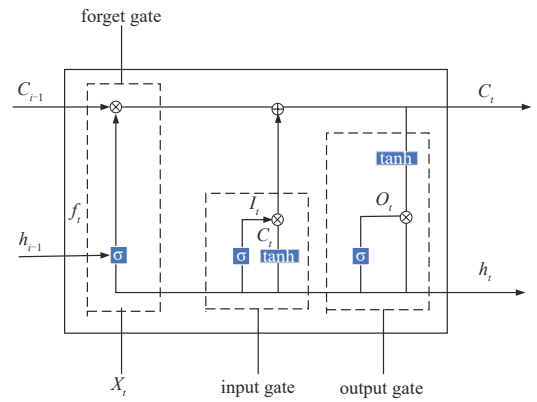 forget gate
C_{i−1}
C_t
tanh
I_t
O_t
f_t
C_t
h_{i−1}
σ
σ
tanh
σ
h_t
X_t
input gate
output gate